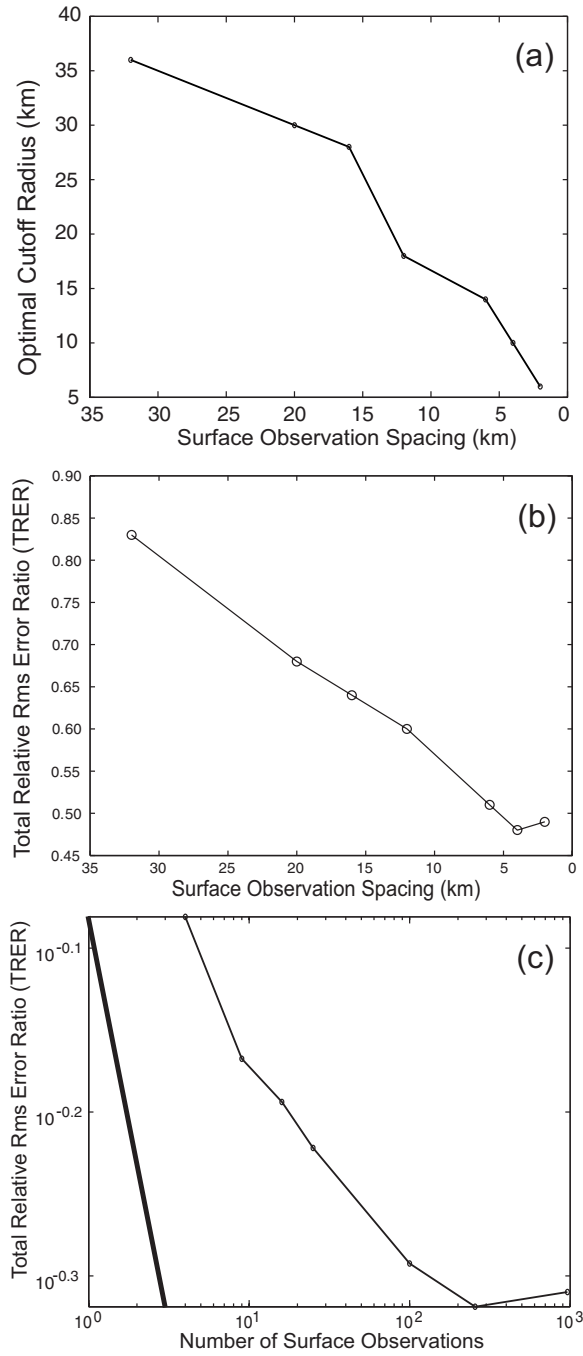 (a)
Optimal Cutoff Radius (km)
40
35
30
25
20
15
10
5
35 30 25 20 15 10 5 0
Surface Observation Spacing (km)
(b)
Total Relative Rms Error Ratio (TRER)
0.90
0.85
0.80
0.75
0.70
0.65
0.60
0.55
0.50
0.45
35 30 25 20 15 10 5 0
Surface Observation Spacing (km)
(c)
Total Relative Rms Error Ratio (TRER)
10^-0.1
10^-0.2
10^-0.3
10^0 10^1 10^2 10^3
Number of Surface Observations